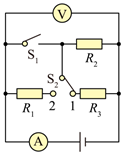 V
S₁
R₂
S₂
R₁ 2 1 R₃
A